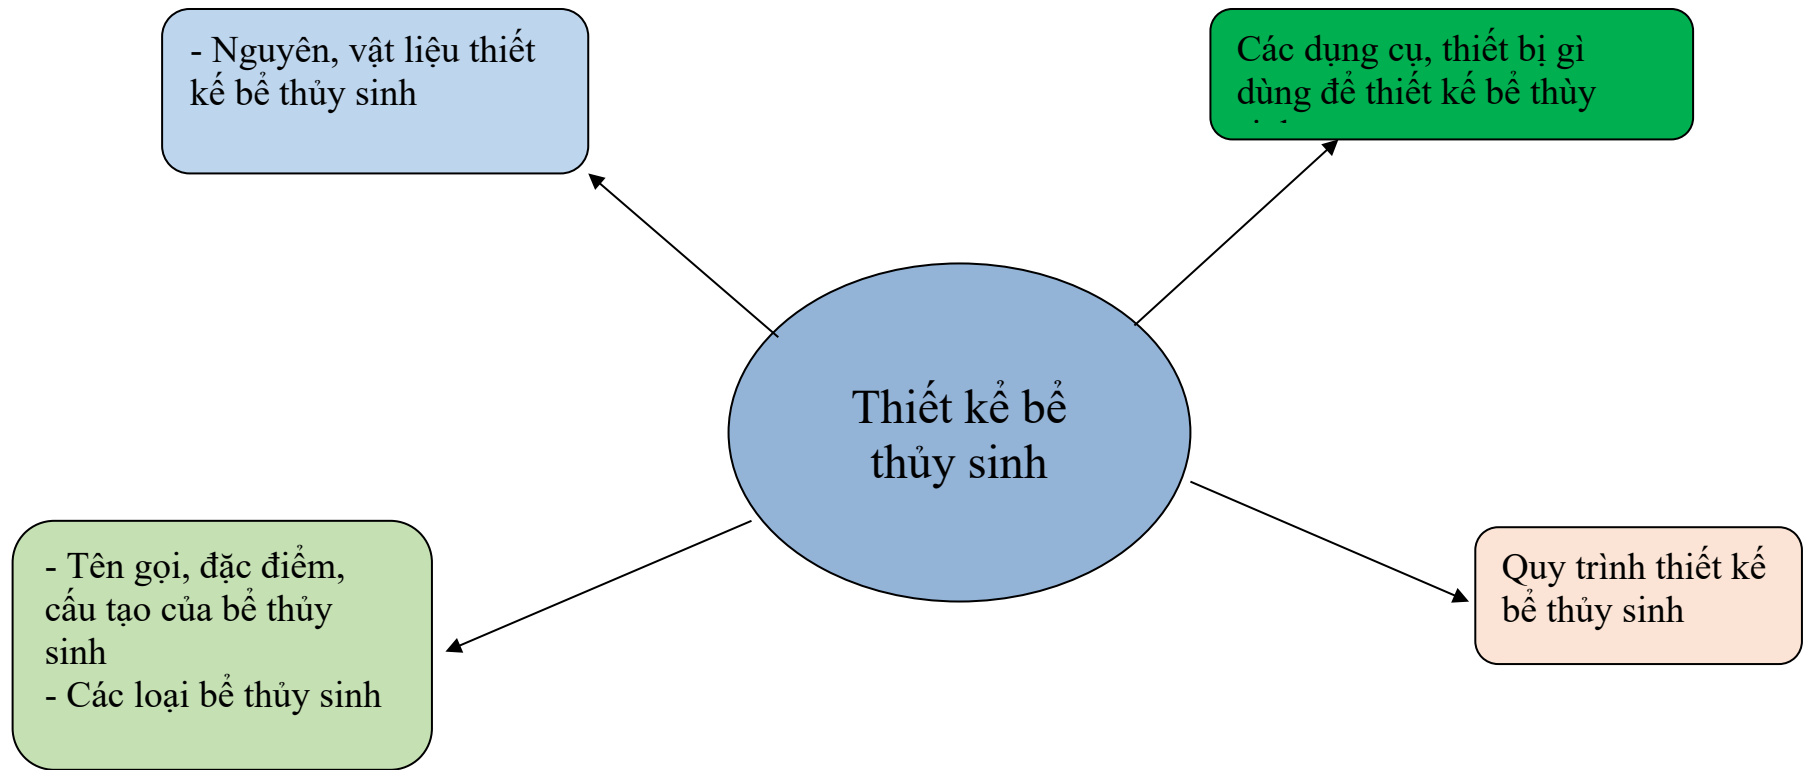 - Nguyên, vật liệu thiết
kế bể thủy sinh
Các dụng cụ, thiết bị gì
dùng để thiết kế bể thùy
Thiết kể bể
thủy sinh
- Tên gọi, đặc điểm,
cấu tạo của bể thủy
sinh
- Các loại bể thủy sinh
Quy trình thiết kế
bể thủy sinh